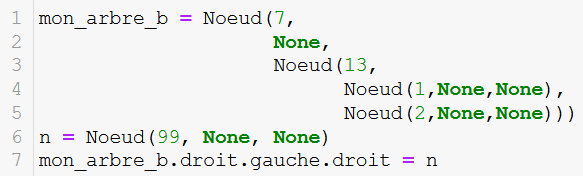 1 mon_arbre_b = Noeud(7,
2                     None,
3                     Noeud(13,
4                           Noeud(1,None,None),
5                           Noeud(2,None,None)))
6 n = Noeud(99, None, None)
7 mon_arbre_b.droit.gauche.droit = n